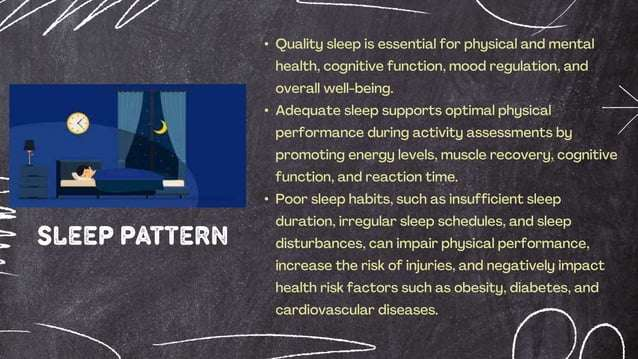 • Quality sleep is essential for physical and mental
health, cognitive function, mood regulation, and
overall well-being.
• Adequate sleep supports optimal physical
performance during activity assessments by
promoting energy levels, muscle recovery, cognitive
function, and reaction time.
• Poor sleep habits, such as insufficient sleep
duration, irregular sleep schedules, and sleep
disturbances, can impair physical performance,
increase the risk of injuries, and negatively impact
health risk factors such as obesity, diabetes, and
cardiovascular diseases.
SLEEP PATTERN